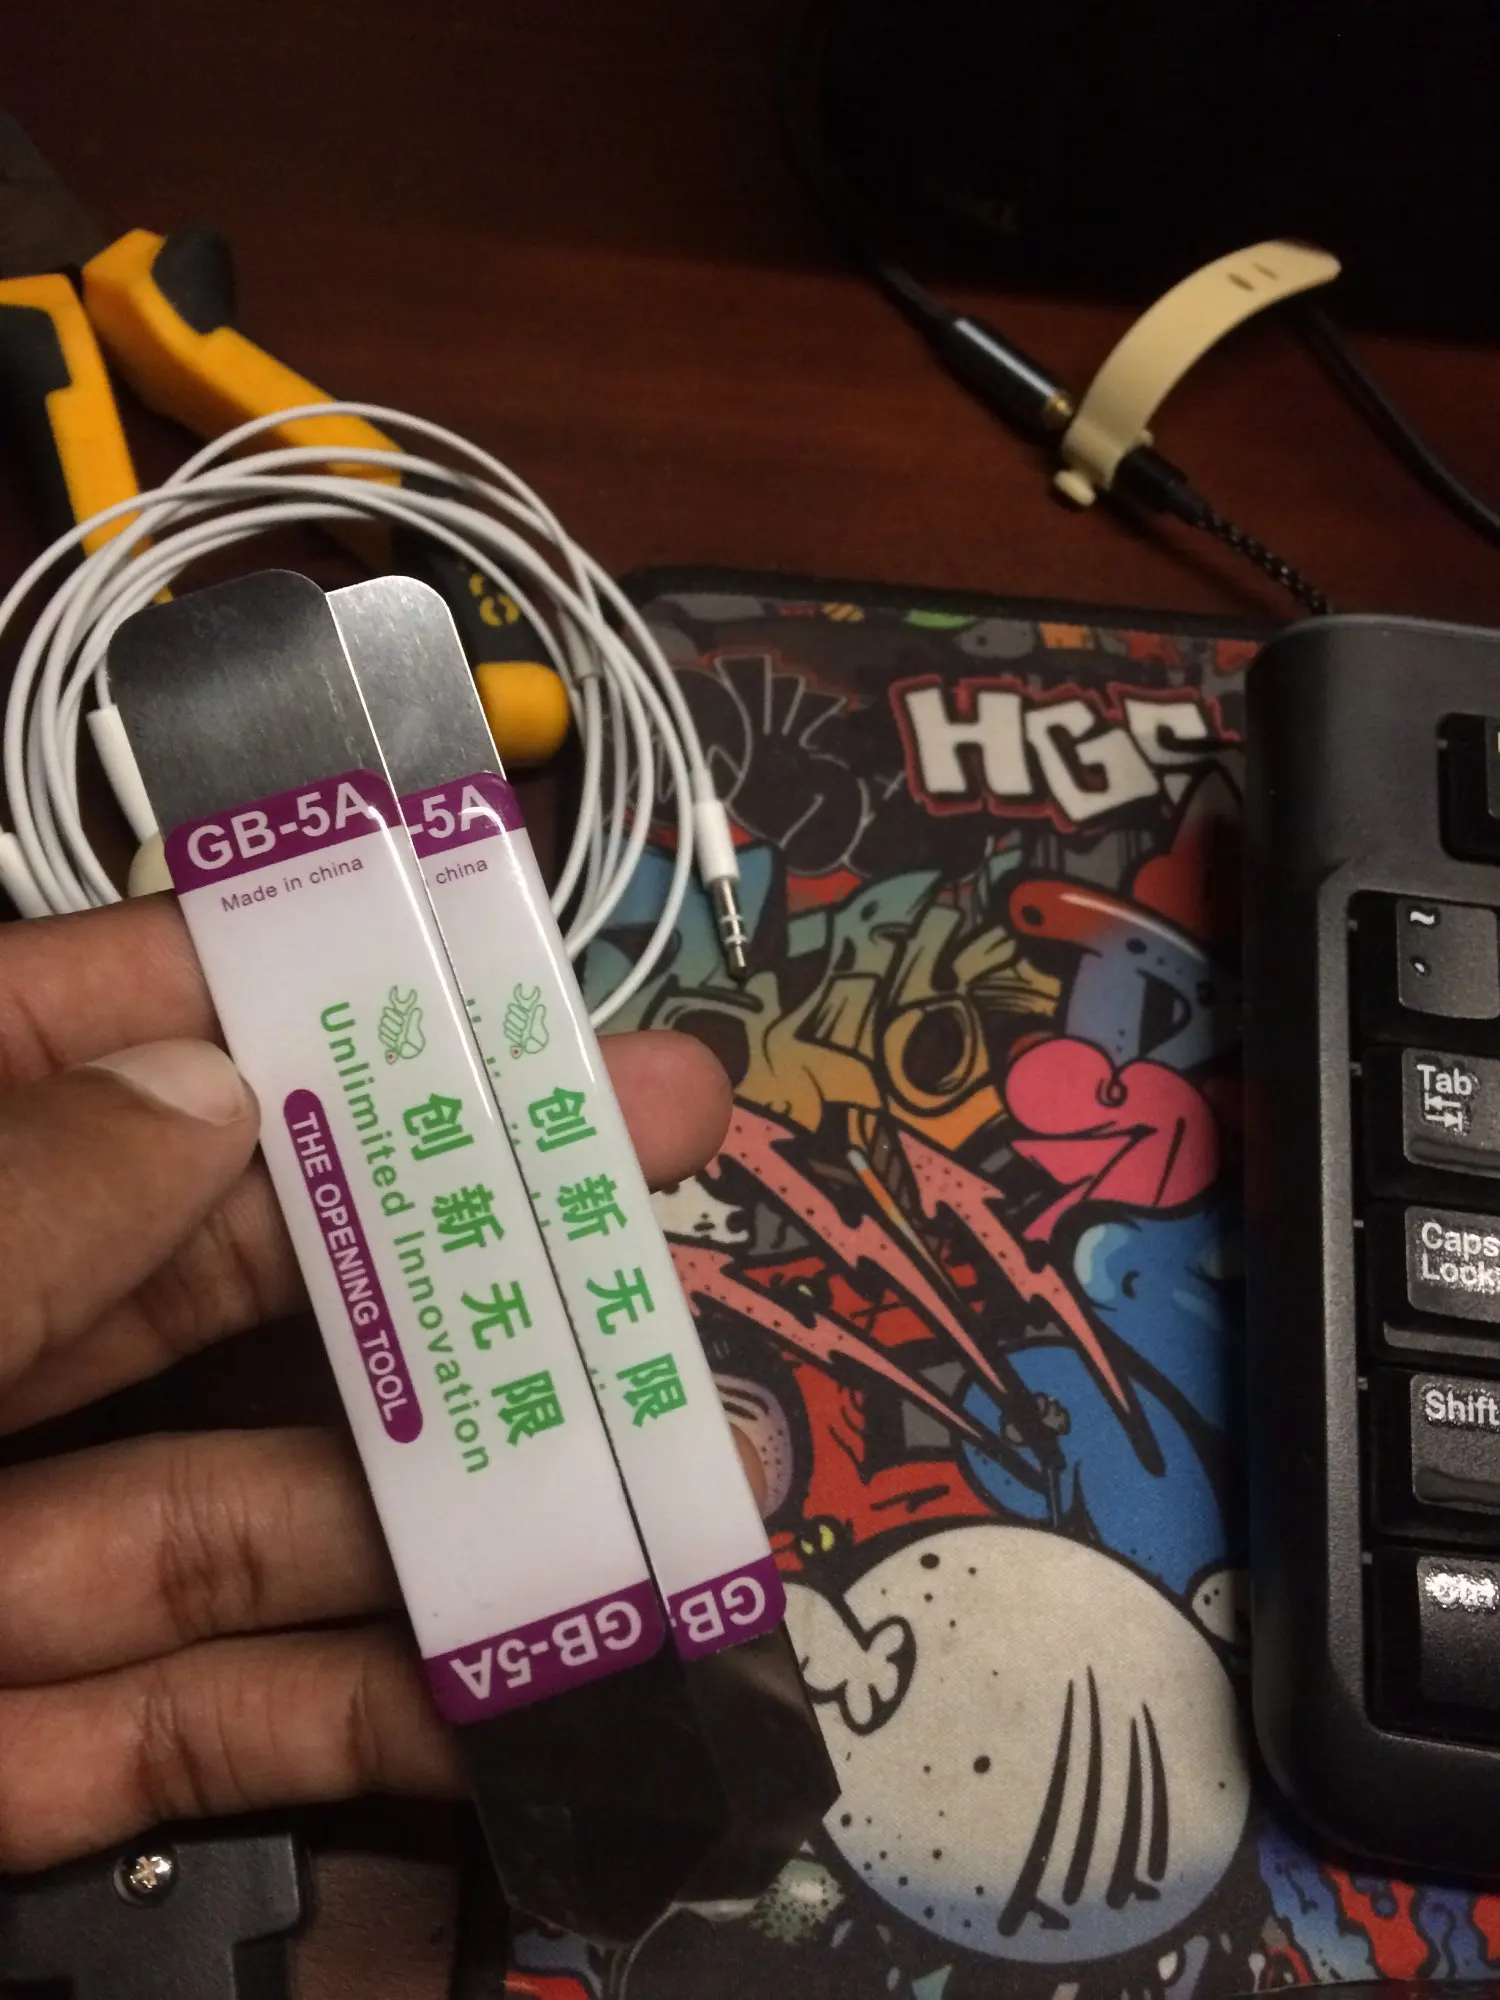 GB-5A
Made in china
创新无限
Unlimited Innovation
THE OPENING TOOL
GB-5A
-5A
china
创新无限
GB-
HGS
~
Tab
Caps
Lock
Shift